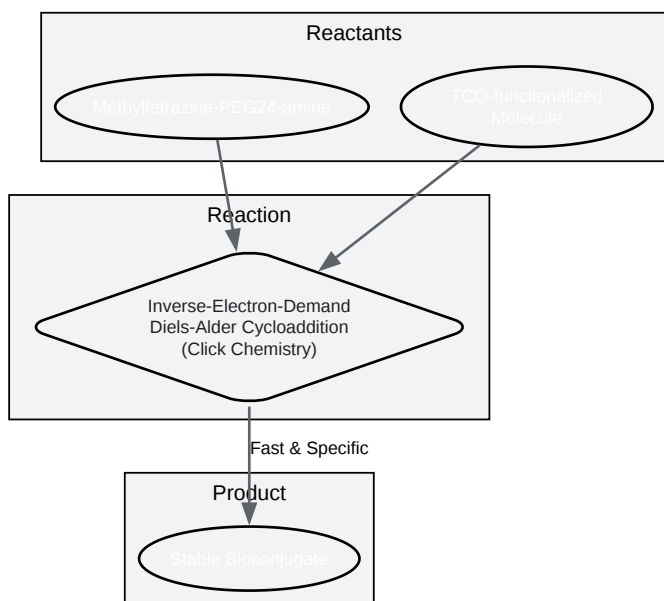 Reactants
Methyltetrazine-PEG24-amine
TCO-functionalized
Molecule
Reaction
Inverse-Electron-Demand
Diels-Alder Cycloaddition
(Click Chemistry)
Fast & Specific
Product
Stable Bioconjugate